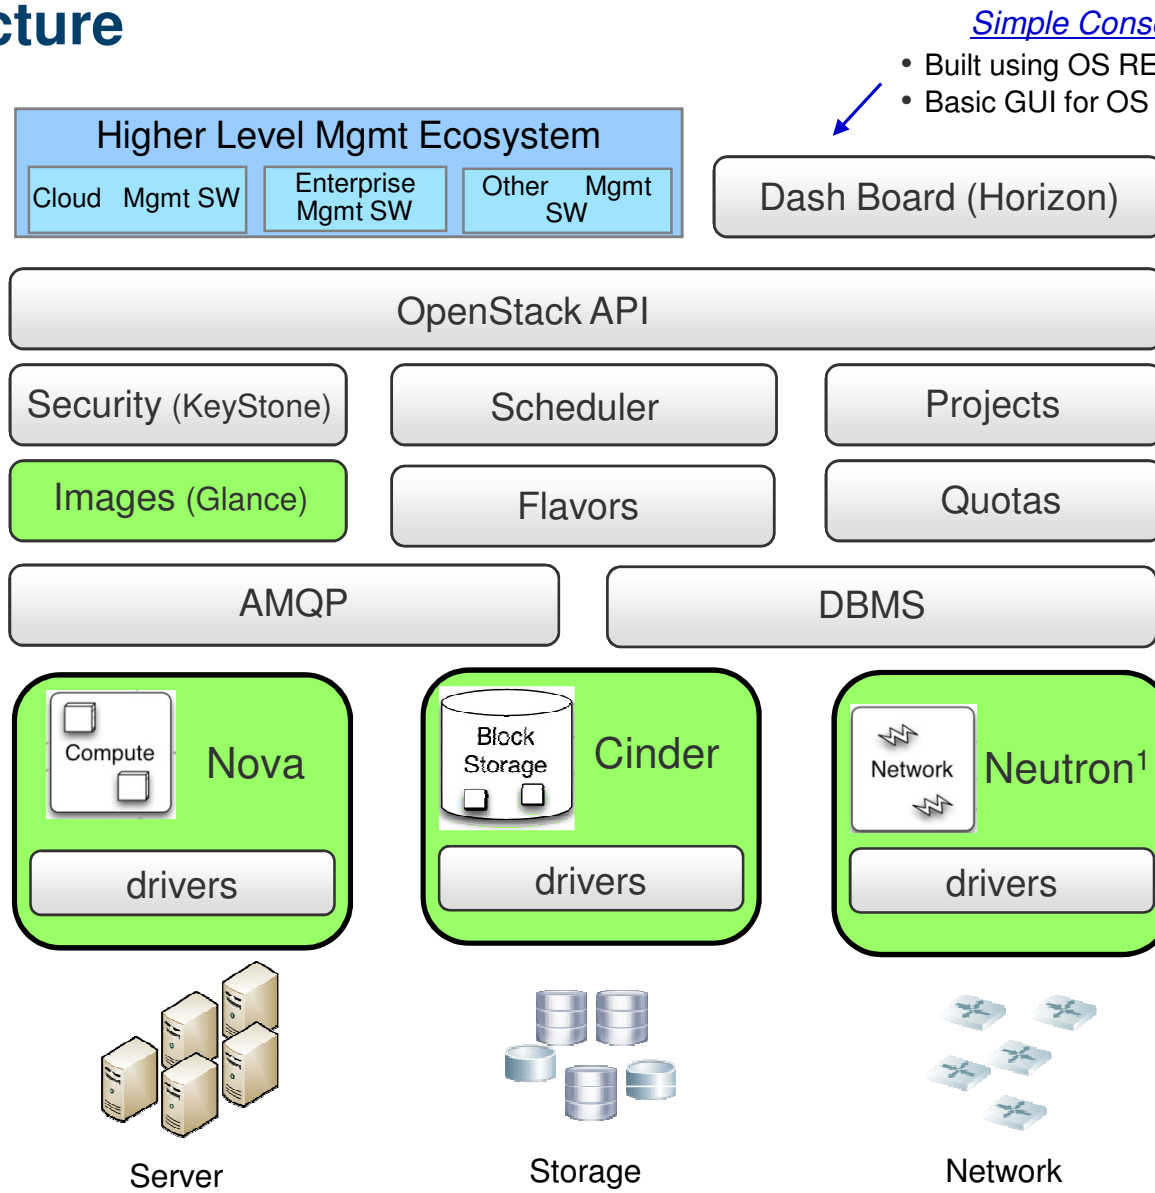 cture
Simple Cons
• Built using OS RE
• Basic GUI for OS
Higher Level Mgmt Ecosystem
Cloud Mgmt SW
Enterprise
Mgmt SW
Other Mgmt
SW
Dash Board (Horizon)
OpenStack API
Security (KeyStone)
Scheduler
Projects
Images (Glance)
Flavors
Quotas
AMQP
DBMS
Compute
Nova
Block
Storage
Cinder
Network
Neutron¹
drivers
drivers
drivers
Server
Storage
Network